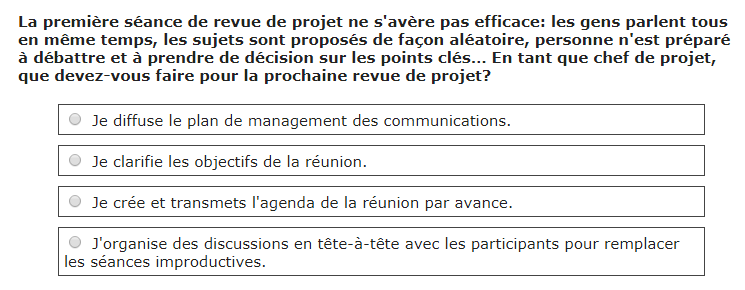 La première séance de revue de projet ne s'avère pas efficace: les gens parlent tous
en même temps, les sujets sont proposés de façon aléatoire, personne n'est préparé
à débattre et à prendre de décision sur les points clés... En tant que chef de projet,
que devez-vous faire pour la prochaine revue de projet?
Je diffuse le plan de management des communications.
Je clarifie les objectifs de la réunion.
Je crée et transmets l'agenda de la réunion par avance.
J'organise des discussions en tête-à-tête avec les participants pour remplacer
les séances improductives.